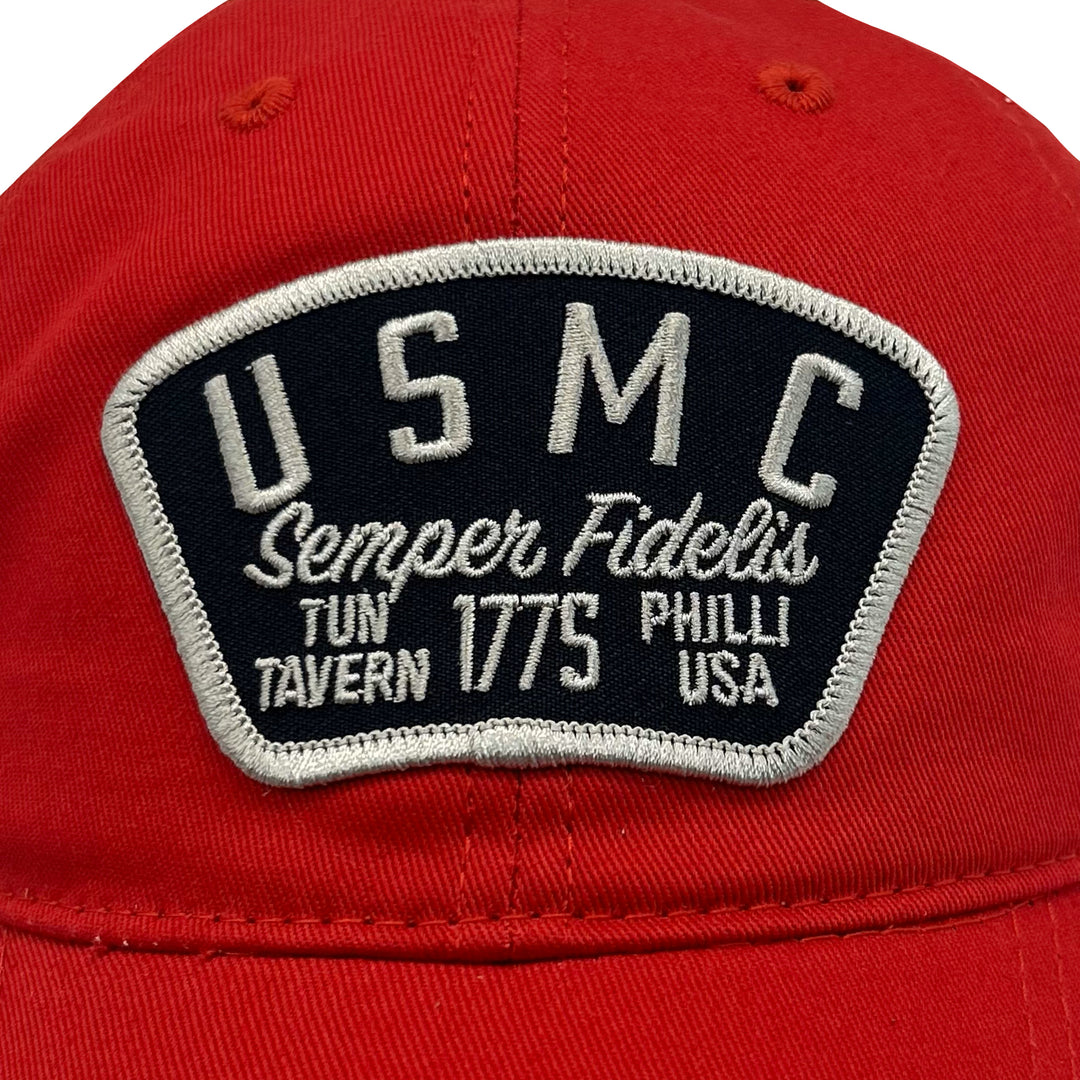 USMC
Semper Fidelis
TUN TAVERN 1775 PHILLI USA